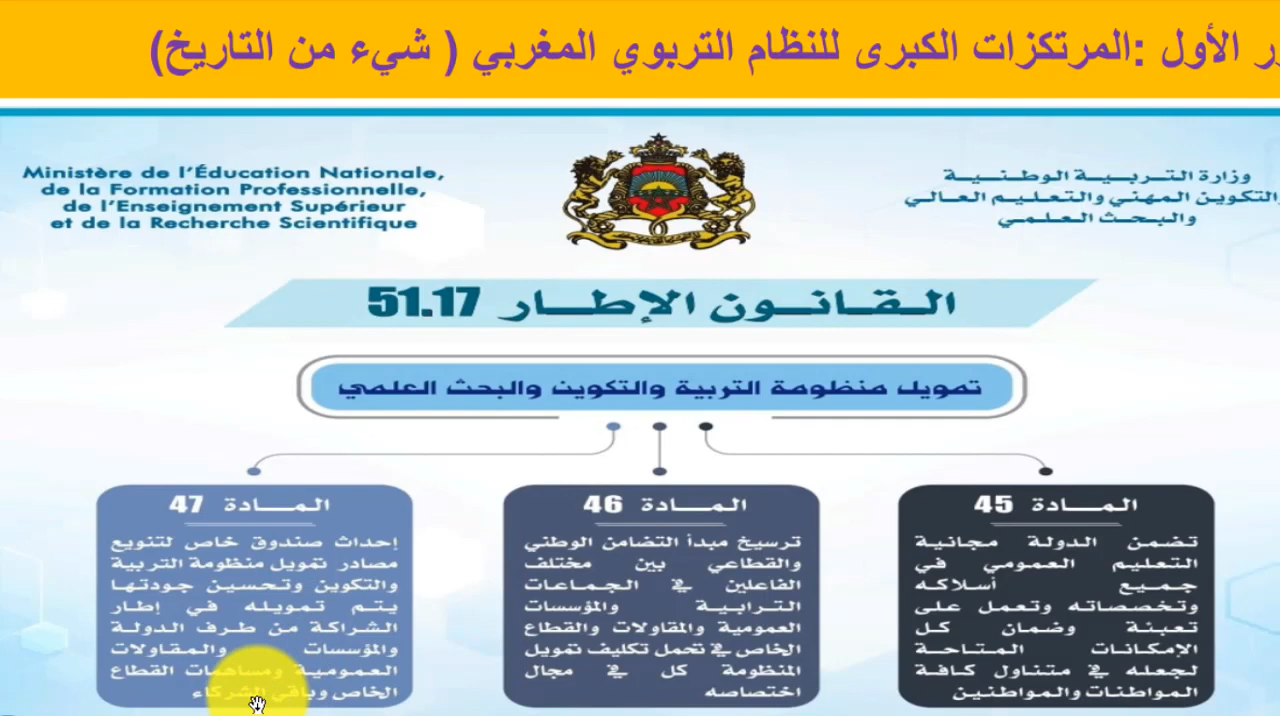 ر الأول :المرتكزات الكبرى للنظام التربوي المغربي ( شيء من التاريخ)
وزارة التربية الوطنية
والتكوين المهني والتعليم العالي
والبحث العلمي
Ministère de l'Éducation Nationale,
de la Formation Professionnelle,
de l'Enseignement Supérieur
et de la Recherche Scientifique
القانون الإطار 51.17
تمويل منظومة التربية والتكوين والبحث العلمي
المادة 45
تضمن الدولة مجانية
التعليم العمومي في
جميع أسلاكه
وتخصصاته وتعمل على
تعبئة وضمان كل
الإمكانات المتاحة
لجعله في متناول كافة
المواطنات والمواطنين
المادة 46
ترسيخ مبدأ التضامن الوطني
والقطاعي بين مختلف
الفاعلين في الجماعات
الترابية والمؤسسات
العمومية والمقاولات والقطاع
الخاص في تحمل تكليف تمويل
المنظومة كل في مجال
اختصاصه
المادة 47
إحداث صندوق خاص لتنويع
مصادر تمويل منظومة التربية
والتكوين وتحسين جودتها
يتم تمويله في إطار
الشراكة من طرف الدولة
والمؤسسات والمقاولات
العمومية ومساهمات القطاع
الخاص وباقي الشركاء